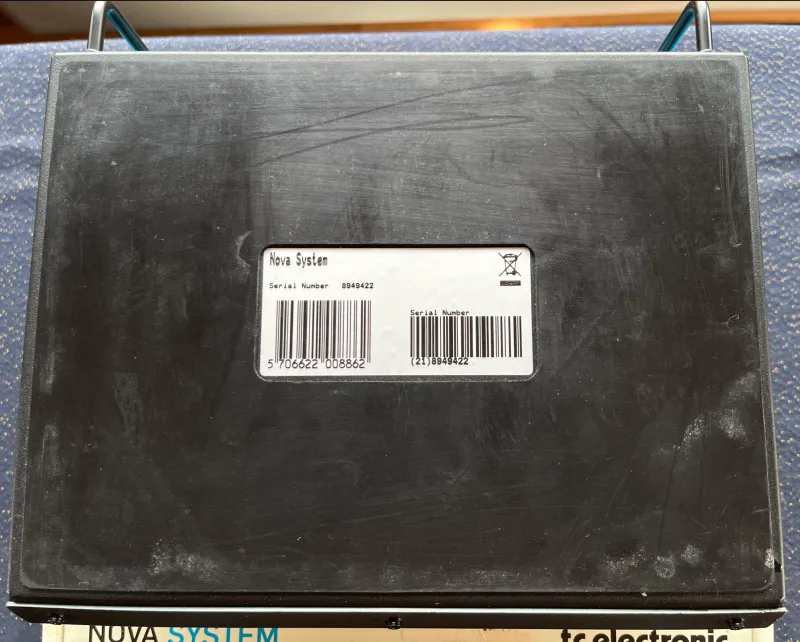 Nova System
Serial Number 8949422
5 706622 008862
Serial Number
(21)8949422
NOVA SYSTEM
tc electronic